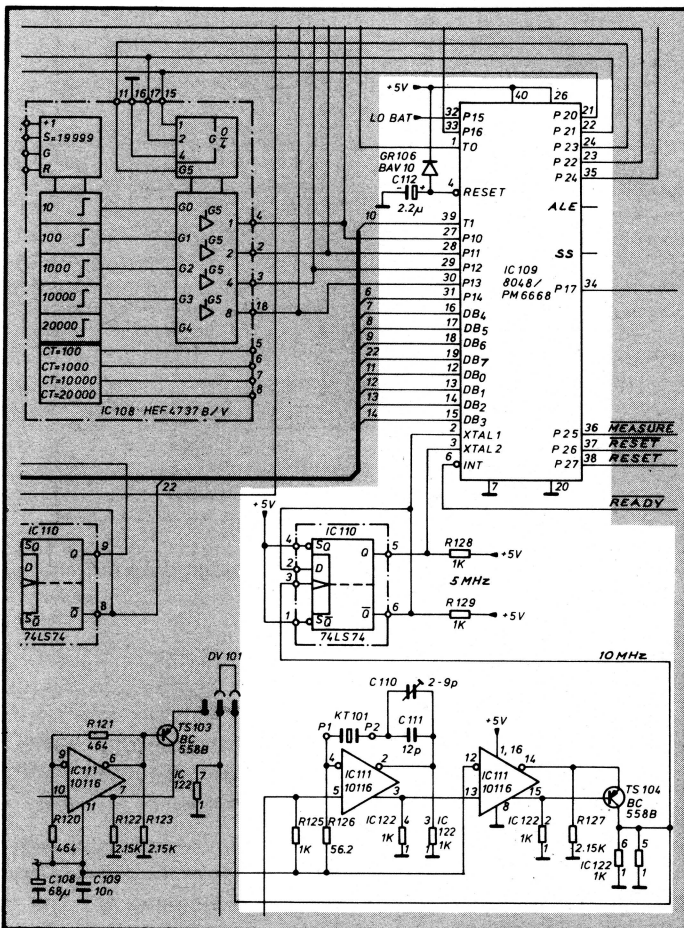 11 16 17 15
+1
S=19999
G
R
1
2
4
G5
G 0/4
10
100
1000
10000
20000
G0
G1
G2
G3
G4
G5
G5
G5
G5
1
2
4
8
4
2
3
18
CT=100
CT=1000
CT=10000
CT=20000
5
6
7
8
IC 108 HEF 4737 B/V
+5V
40
26
LO BAT
32 P15
33 P16
1 T0
GR106
BAV 10
C112
2.2µ
4 RESET
10 39 T1
27 P10
28 P11
29 P12
30 P13
6 31 P14
7 16 DB4
8 17 DB5
9 18 DB6
22 19 DB7
11 12 DB0
12 13 DB1
13 14 DB2
14 15 DB3
2 XTAL 1
3 XTAL 2
6 INT
7
20
IC109
8048/
PM6668
P20 21
P21 22
P23 24
P22 23
P24 35
ALE
SS
P17 34
P25 36 MEASURE
P26 37 RESET
P27 38 RESET
READY
22
+5V
IC 110
SQ
D
SQ̅
Q 9
Q̅ 8
74LS74
IC 110
4 SQ
2 D
3
1 SQ̅
Q 5
Q̅ 6
74LS74
R128
1K
+5V
5 MHz
R 129
1K
+5V
10 MHz
DV 101
TS103
BC
558B
R121
464
9
6
IC111
10116
10
11
7
IC
122
7
1
R120
464
R122
2.15K
R123
2.15K
C108
68µ
C109
10n
C 110
2-9p
KT101
P1
P2
C 111
12p
4
2
IC111
10116
5
3
R125
1K
R126
56.2
IC122
1K
4
1
3
1
IC
122
1K
+5V
12
1, 16
14
IC111
10116
13
8
15
IC 122
1K
2
1
R127
2.15K
TS 104
BC
558B
IC122
1K
6
1
5
1